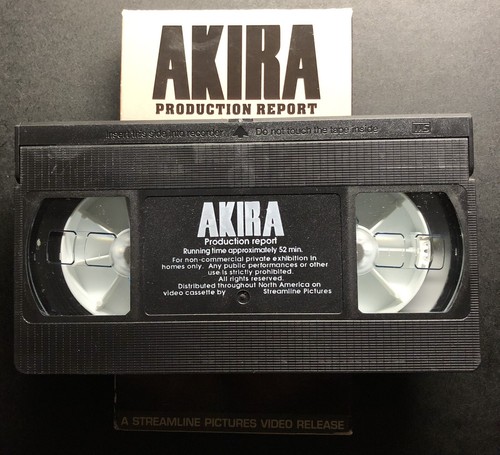 AKIRA
PRODUCTION REPORT
Insert this side into recorder Do not touch the tape inside VHS
AKIRA
Production report
Running time approximately 52 min.
For non-commercial private exhibition in
homes only. Any public performances or other
use is strictly prohibited.
All rights reserved.
Distributed throughout North America on
video cassette by Streamline Pictures
A STREAMLINE PICTURES VIDEO RELEASE